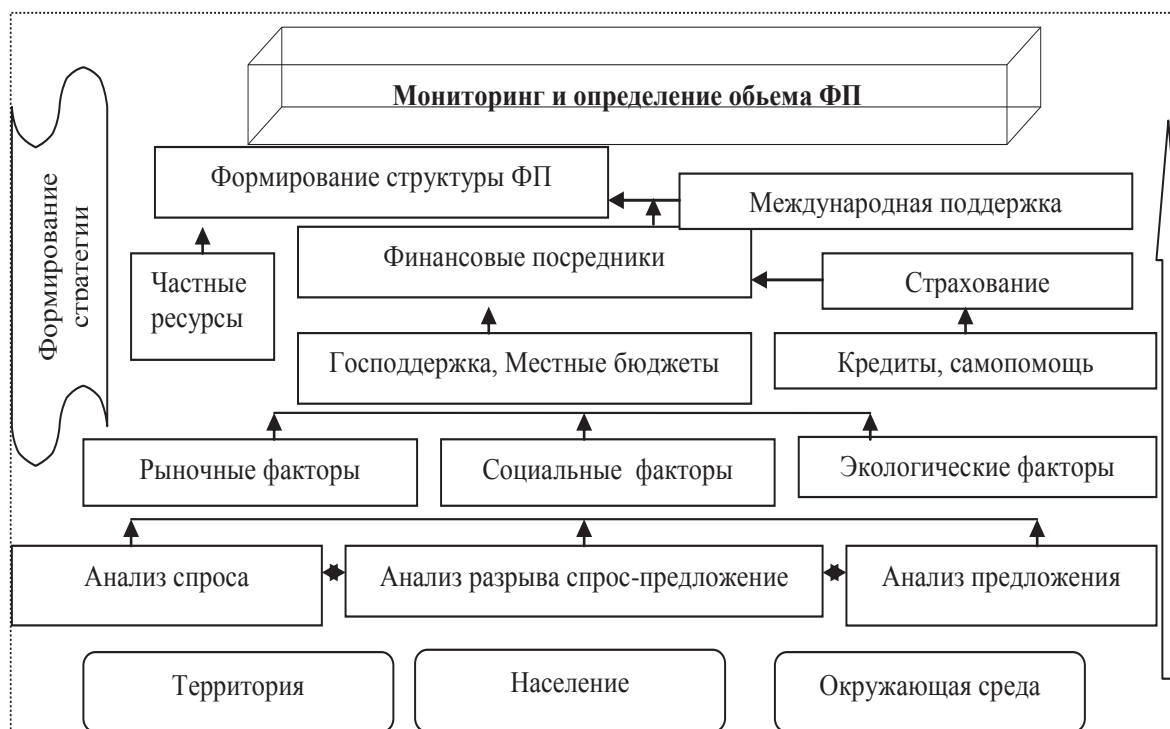 Мониторинг и определение обьема ФП
Формирование структуры ФП
Международная поддержка
Формирование
стратегии
Финансовые посредники
Частные
ресурсы
Страхование
Господдержка, Местные бюджеты
Кредиты, самопомощь
Рыночные факторы
Социальные факторы
Экологические факторы
Анализ спроса
Анализ разрыва спрос-предложение
Анализ предложения
Территория
Население
Окружающая среда